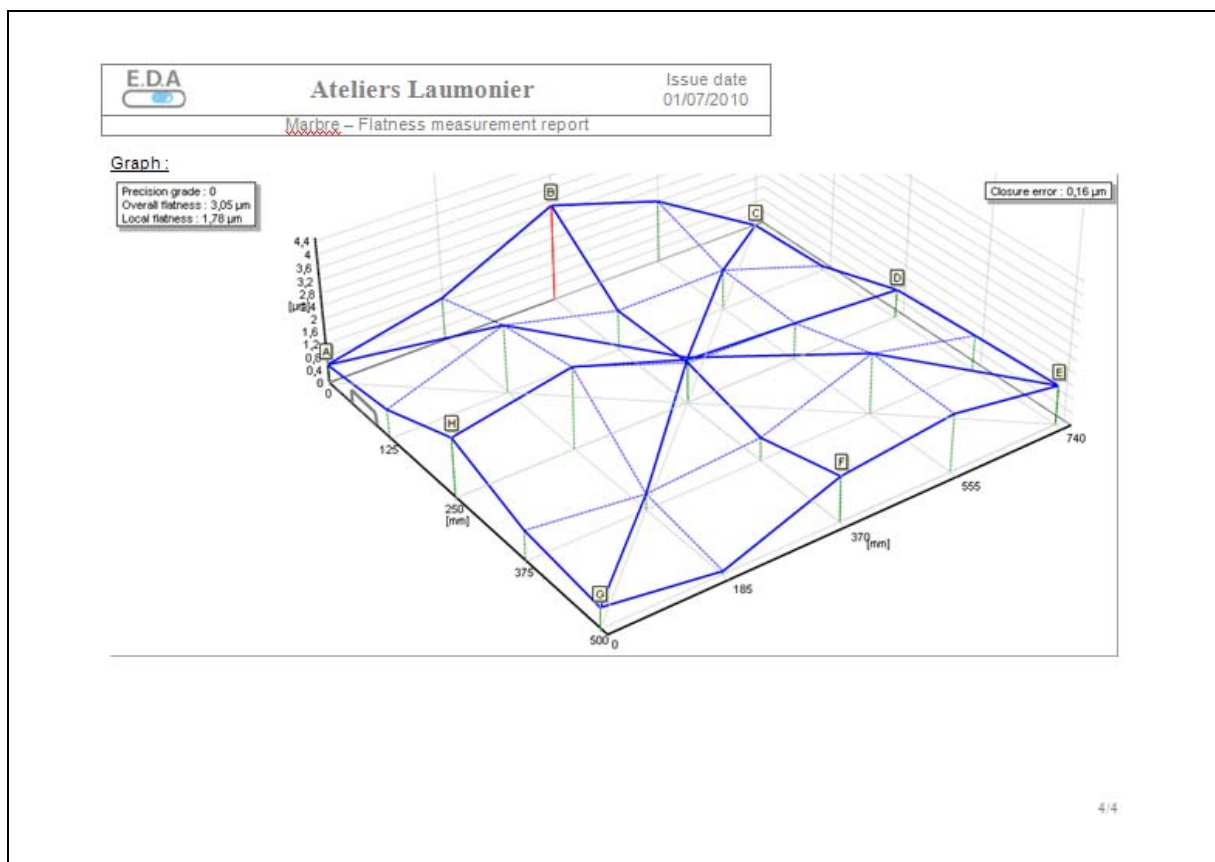 E.D.A
Ateliers Laumonier
Issue date
01/07/2010
Marbre – Flatness measurement report
Graph :
Precision grade : 0
Overall flatness : 3,05 µm
Local flatness : 1,78 µm
Closure error : 0,16 µm
B
C
D
A
H
E
F
G
4,4
4
3,6
3,2
2,8
2,4
2
1,6
1,2
0,8
0,4
0
0
125
250
[mm]
375
500
0
185
370
[mm]
555
740
4/4